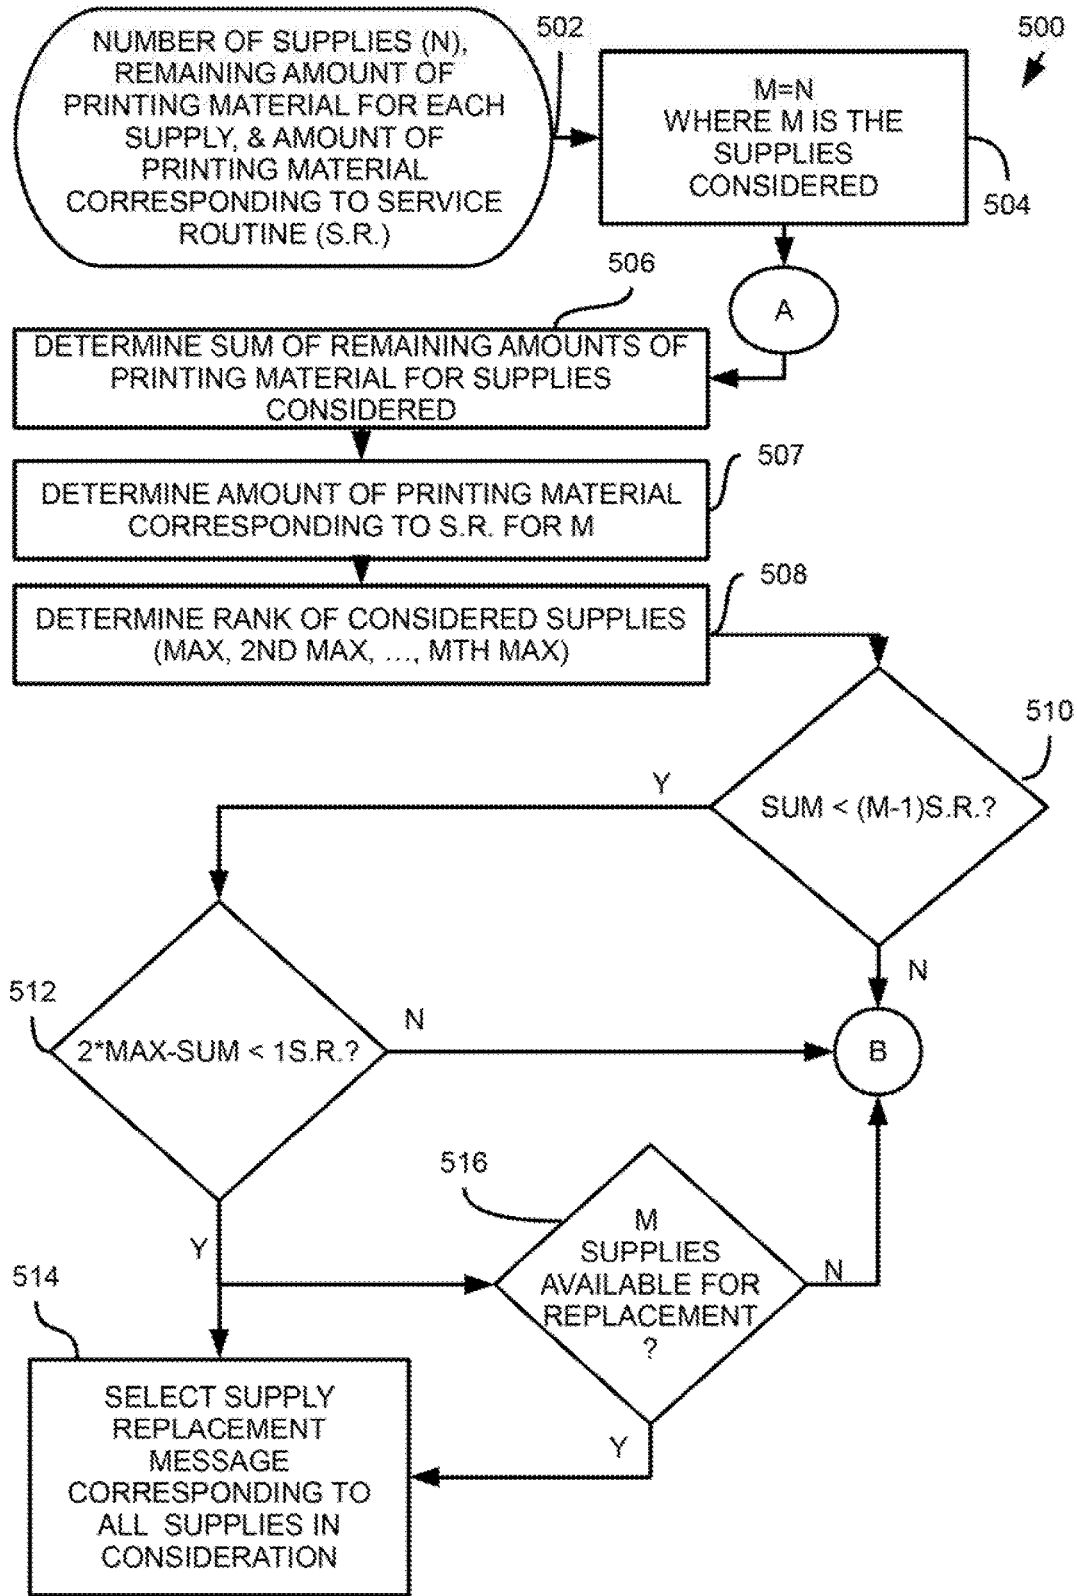 NUMBER OF SUPPLIES (N),
REMAINING AMOUNT OF
PRINTING MATERIAL FOR EACH
SUPPLY, & AMOUNT OF
PRINTING MATERIAL
CORRESPONDING TO SERVICE
ROUTINE (S.R.)
502
M=N
WHERE M IS THE
SUPPLIES
CONSIDERED
500
504
A
506
DETERMINE SUM OF REMAINING AMOUNTS OF
PRINTING MATERIAL FOR SUPPLIES
CONSIDERED
507
DETERMINE AMOUNT OF PRINTING MATERIAL
CORRESPONDING TO S.R. FOR M
508
DETERMINE RANK OF CONSIDERED SUPPLIES
(MAX, 2ND MAX, ..., MTH MAX)
510
SUM < (M-1)S.R.?
Y
N
512
2*MAX-SUM < 1S.R.?
N
B
Y
516
M
SUPPLIES
AVAILABLE FOR
REPLACEMENT
?
N
Y
514
SELECT SUPPLY
REPLACEMENT
MESSAGE
CORRESPONDING TO
ALL SUPPLIES IN
CONSIDERATION